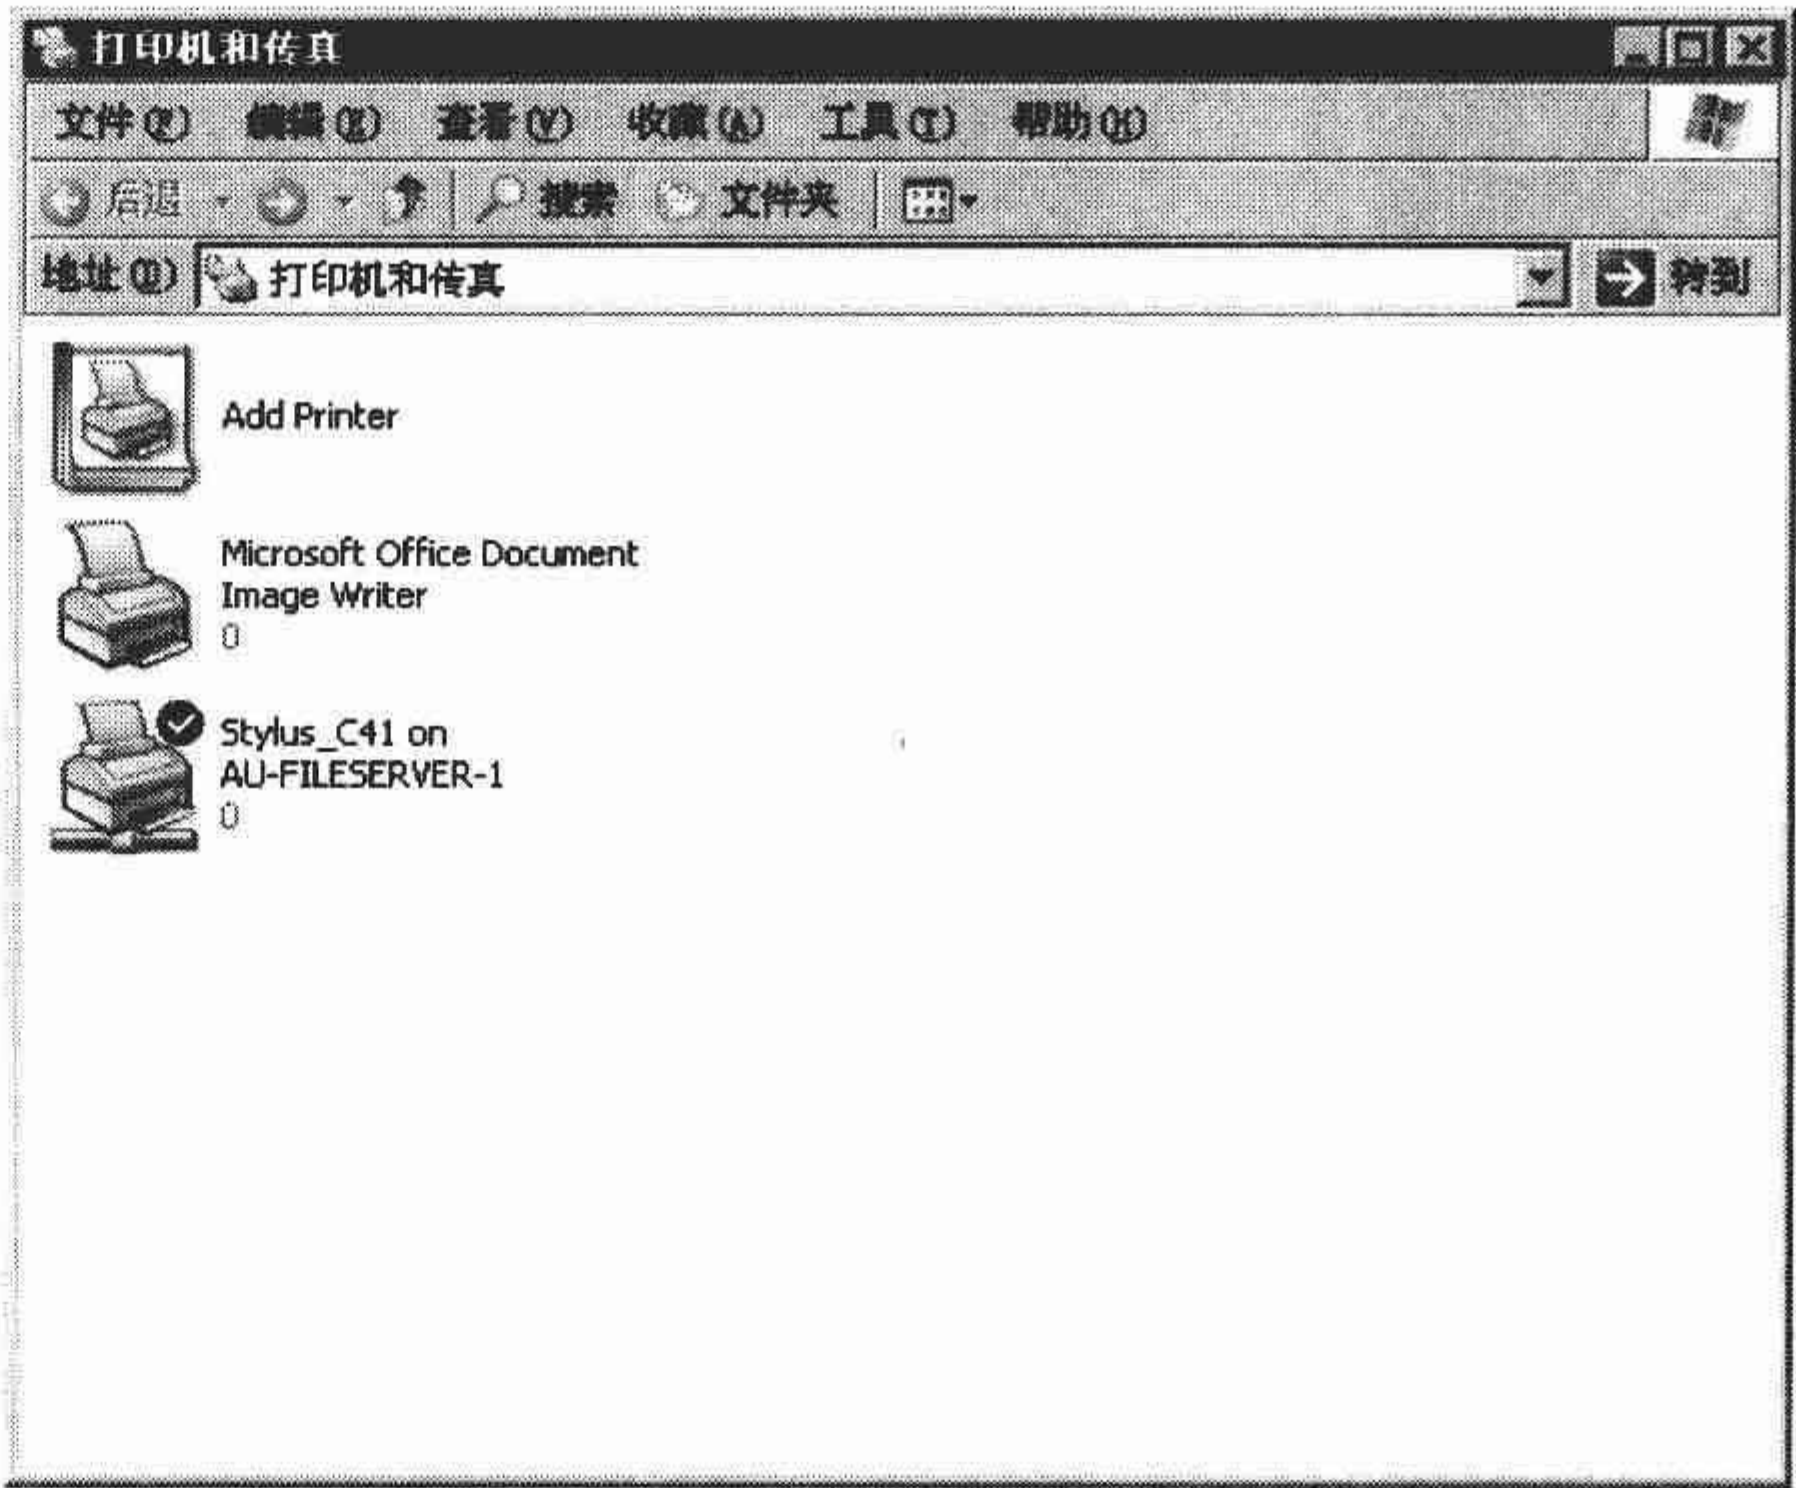 打印机和传真
文件(F) 编辑(E) 查看(V) 收藏(A) 工具(T) 帮助(H)
后退 搜索 文件夹
地址(D) 打印机和传真 转到
Add Printer
Microsoft Office Document
Image Writer
0
Stylus_C41 on
AU-FILESERVER-1
0